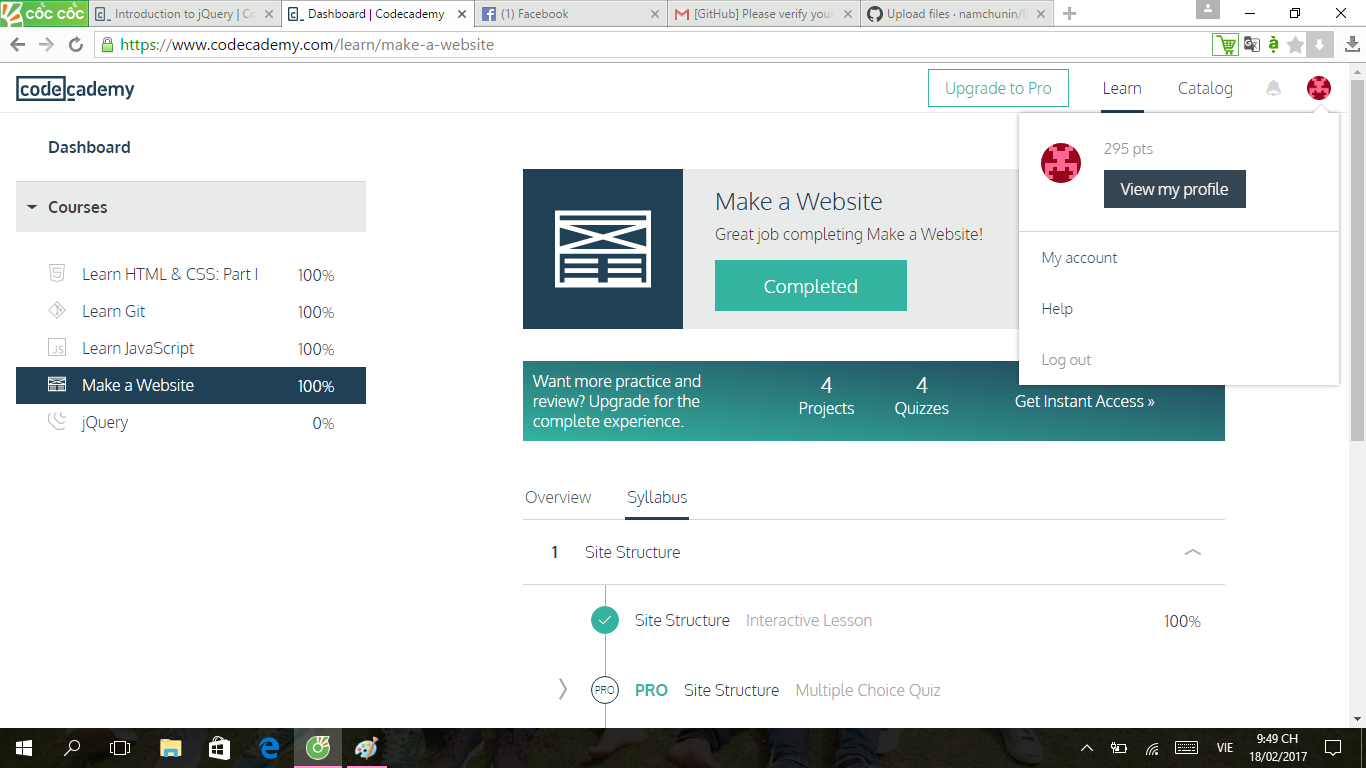 CỐC CỐC
Introduction to jQuery | Co
Dashboard | Codecademy
(1) Facebook
[GitHub] Please verify your
Upload files · namchunin/
https://www.codecademy.com/learn/make-a-website
codecademy
Upgrade to Pro
Learn
Catalog
295 pts
View my profile
My account
Help
Log out
Dashboard
Courses
Learn HTML & CSS: Part I 100%
Learn Git 100%
Learn JavaScript 100%
Make a Website 100%
jQuery 0%
Make a Website
Great job completing Make a Website!
Completed
Want more practice and
review? Upgrade for the
complete experience.
4
Projects
4
Quizzes
Get Instant Access »
Overview
Syllabus
1 Site Structure
Site Structure Interactive Lesson 100%
PRO PRO Site Structure Multiple Choice Quiz
VIE
9:49 CH
18/02/2017